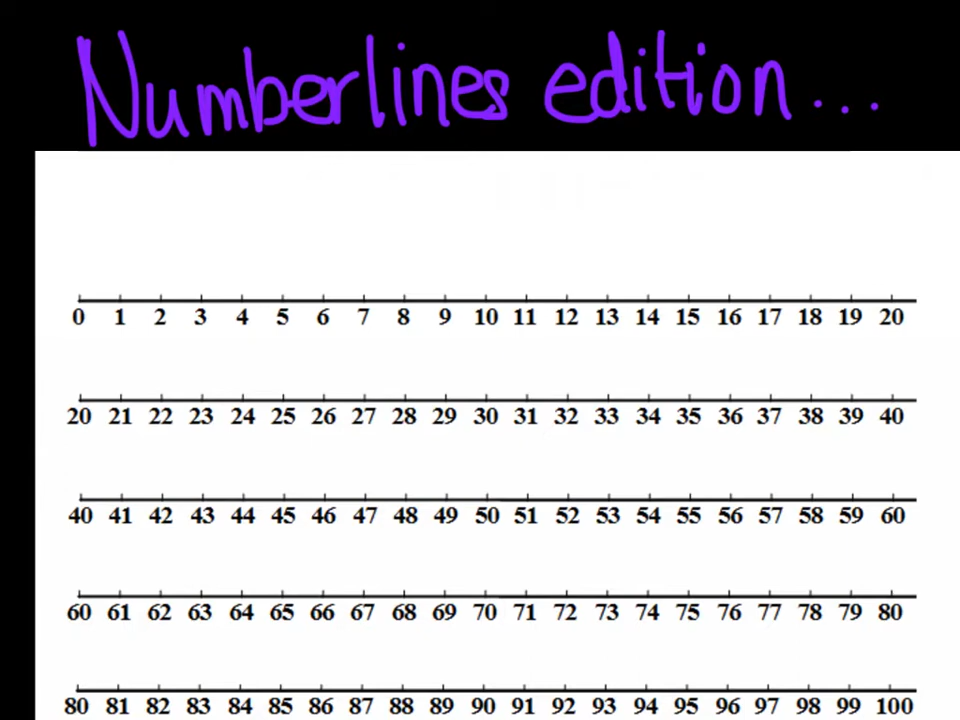 Numberlines edition...
0 1 2 3 4 5 6 7 8 9 10 11 12 13 14 15 16 17 18 19 20
20 21 22 23 24 25 26 27 28 29 30 31 32 33 34 35 36 37 38 39 40
40 41 42 43 44 45 46 47 48 49 50 51 52 53 54 55 56 57 58 59 60
60 61 62 63 64 65 66 67 68 69 70 71 72 73 74 75 76 77 78 79 80
80 81 82 83 84 85 86 87 88 89 90 91 92 93 94 95 96 97 98 99 100